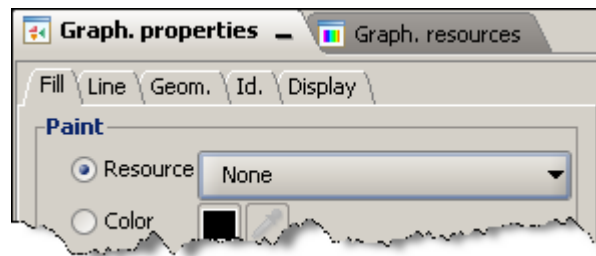 Graph. properties Graph. resources
Fill Line Geom. Id. Display
Paint
Resource None
Color